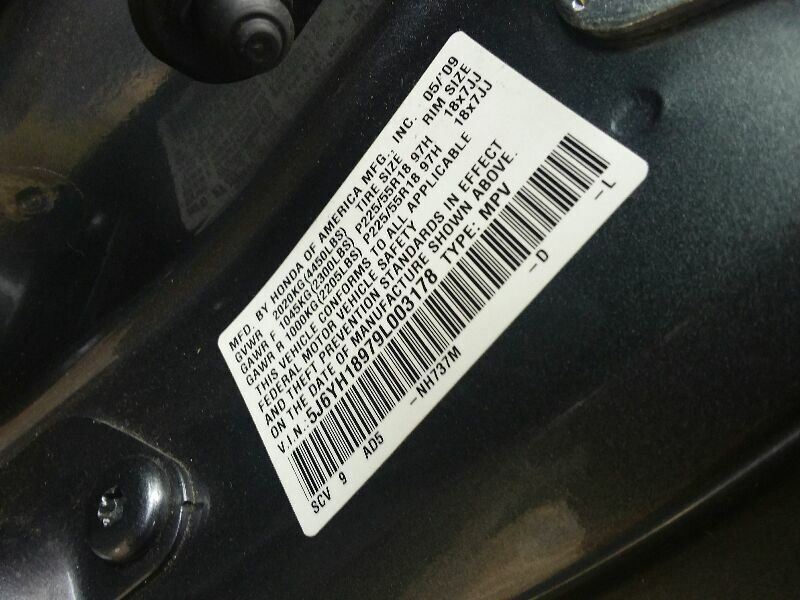 MFD. BY HONDA OF AMERICA MFG., INC. 05/'09
GVWR 2020KG(4450LBS) TIRE SIZE RIM SIZE
GAWR F 1045KG(2300LBS) P225/55R18 97H 18x7JJ
GAWR R 1000KG(2205LBS) P225/55R18 97H 18x7JJ
THIS VEHICLE CONFORMS TO ALL APPLICABLE
FEDERAL MOTOR VEHICLE SAFETY
AND THEFT PREVENTION STANDARDS IN EFFECT
ON THE DATE OF MANUFACTURE SHOWN ABOVE.
V.I.N.: 5J6YH18979L003178 TYPE: MPV
SCV 9 AD5 -NH737M -D -L